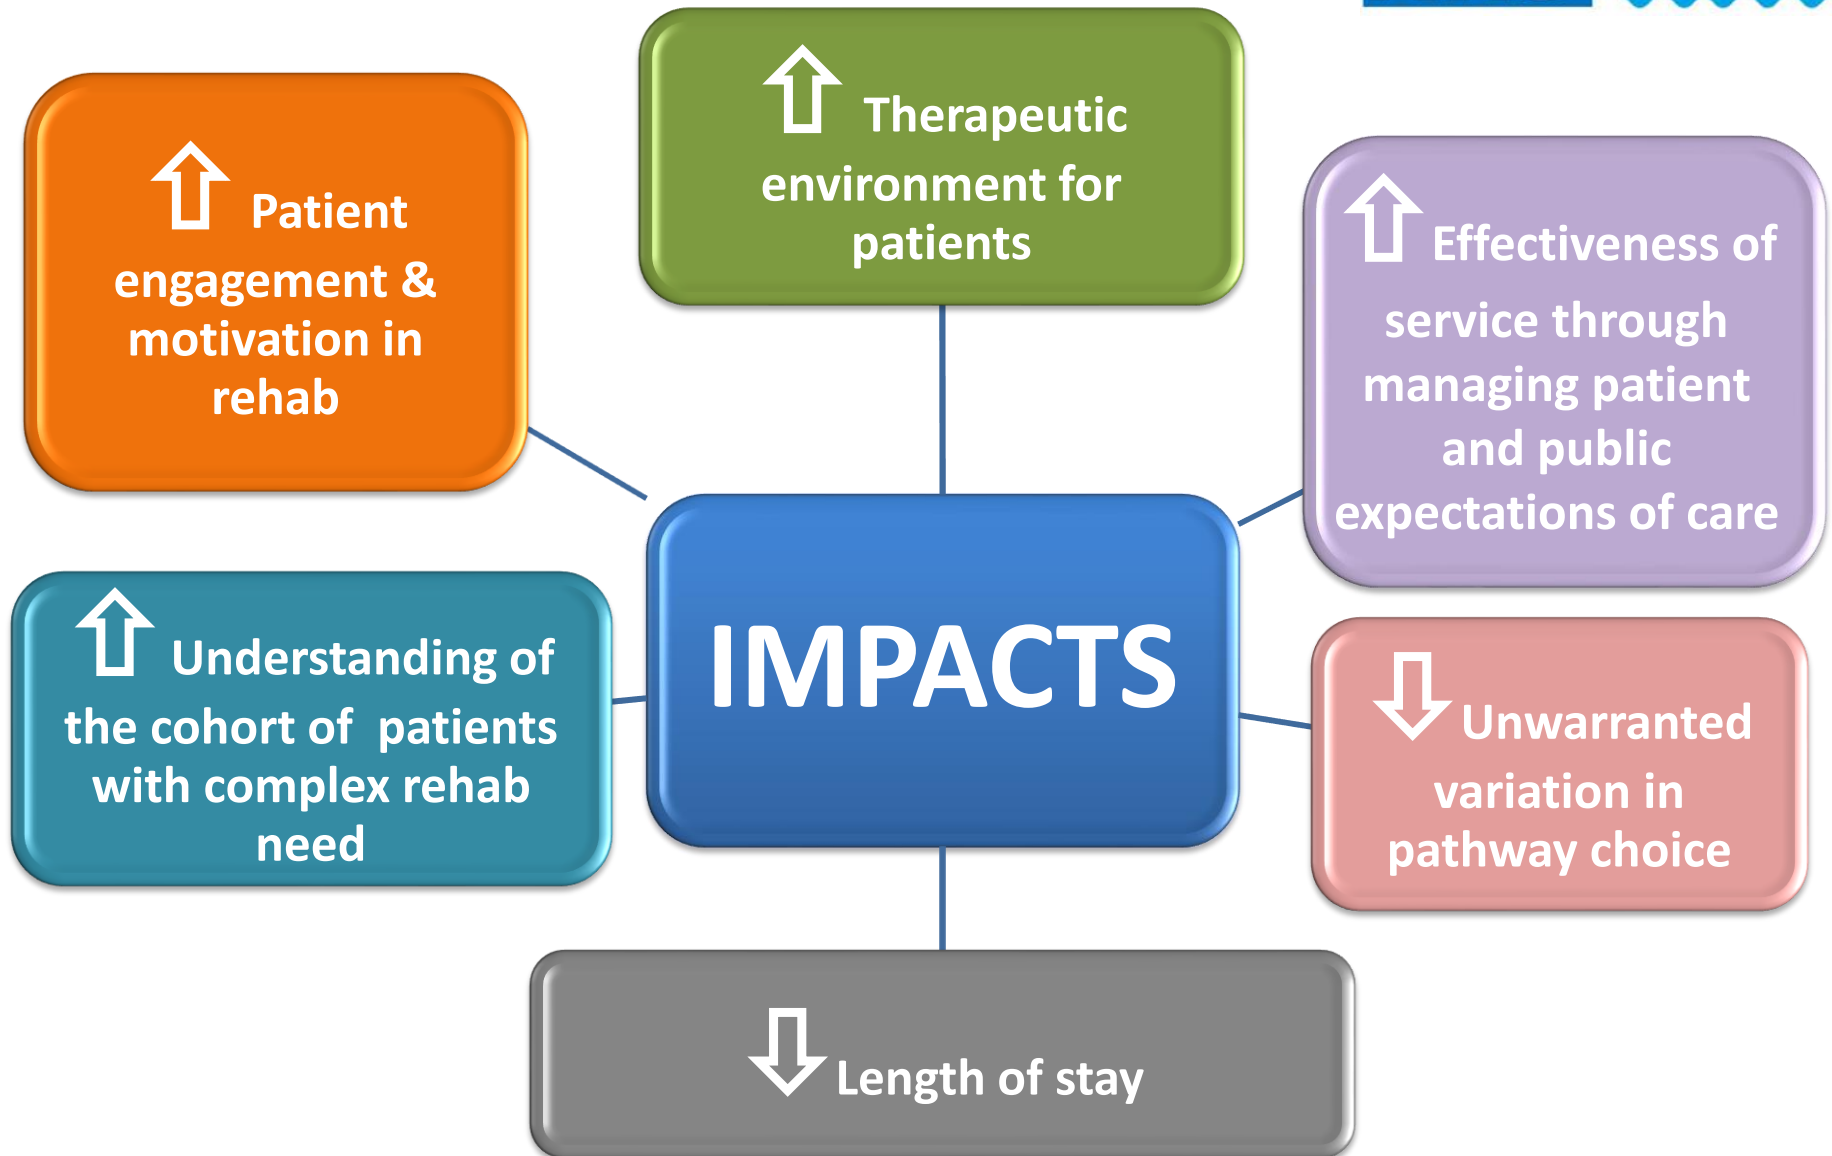 Therapeutic
environment for
patients
Patient
engagement &
motivation in
rehab
Effectiveness of
service through
managing patient
and public
expectations of care
IMPACTS
Understanding of
the cohort of patients
with complex rehab
need
Unwarranted
variation in
pathway choice
Length of stay